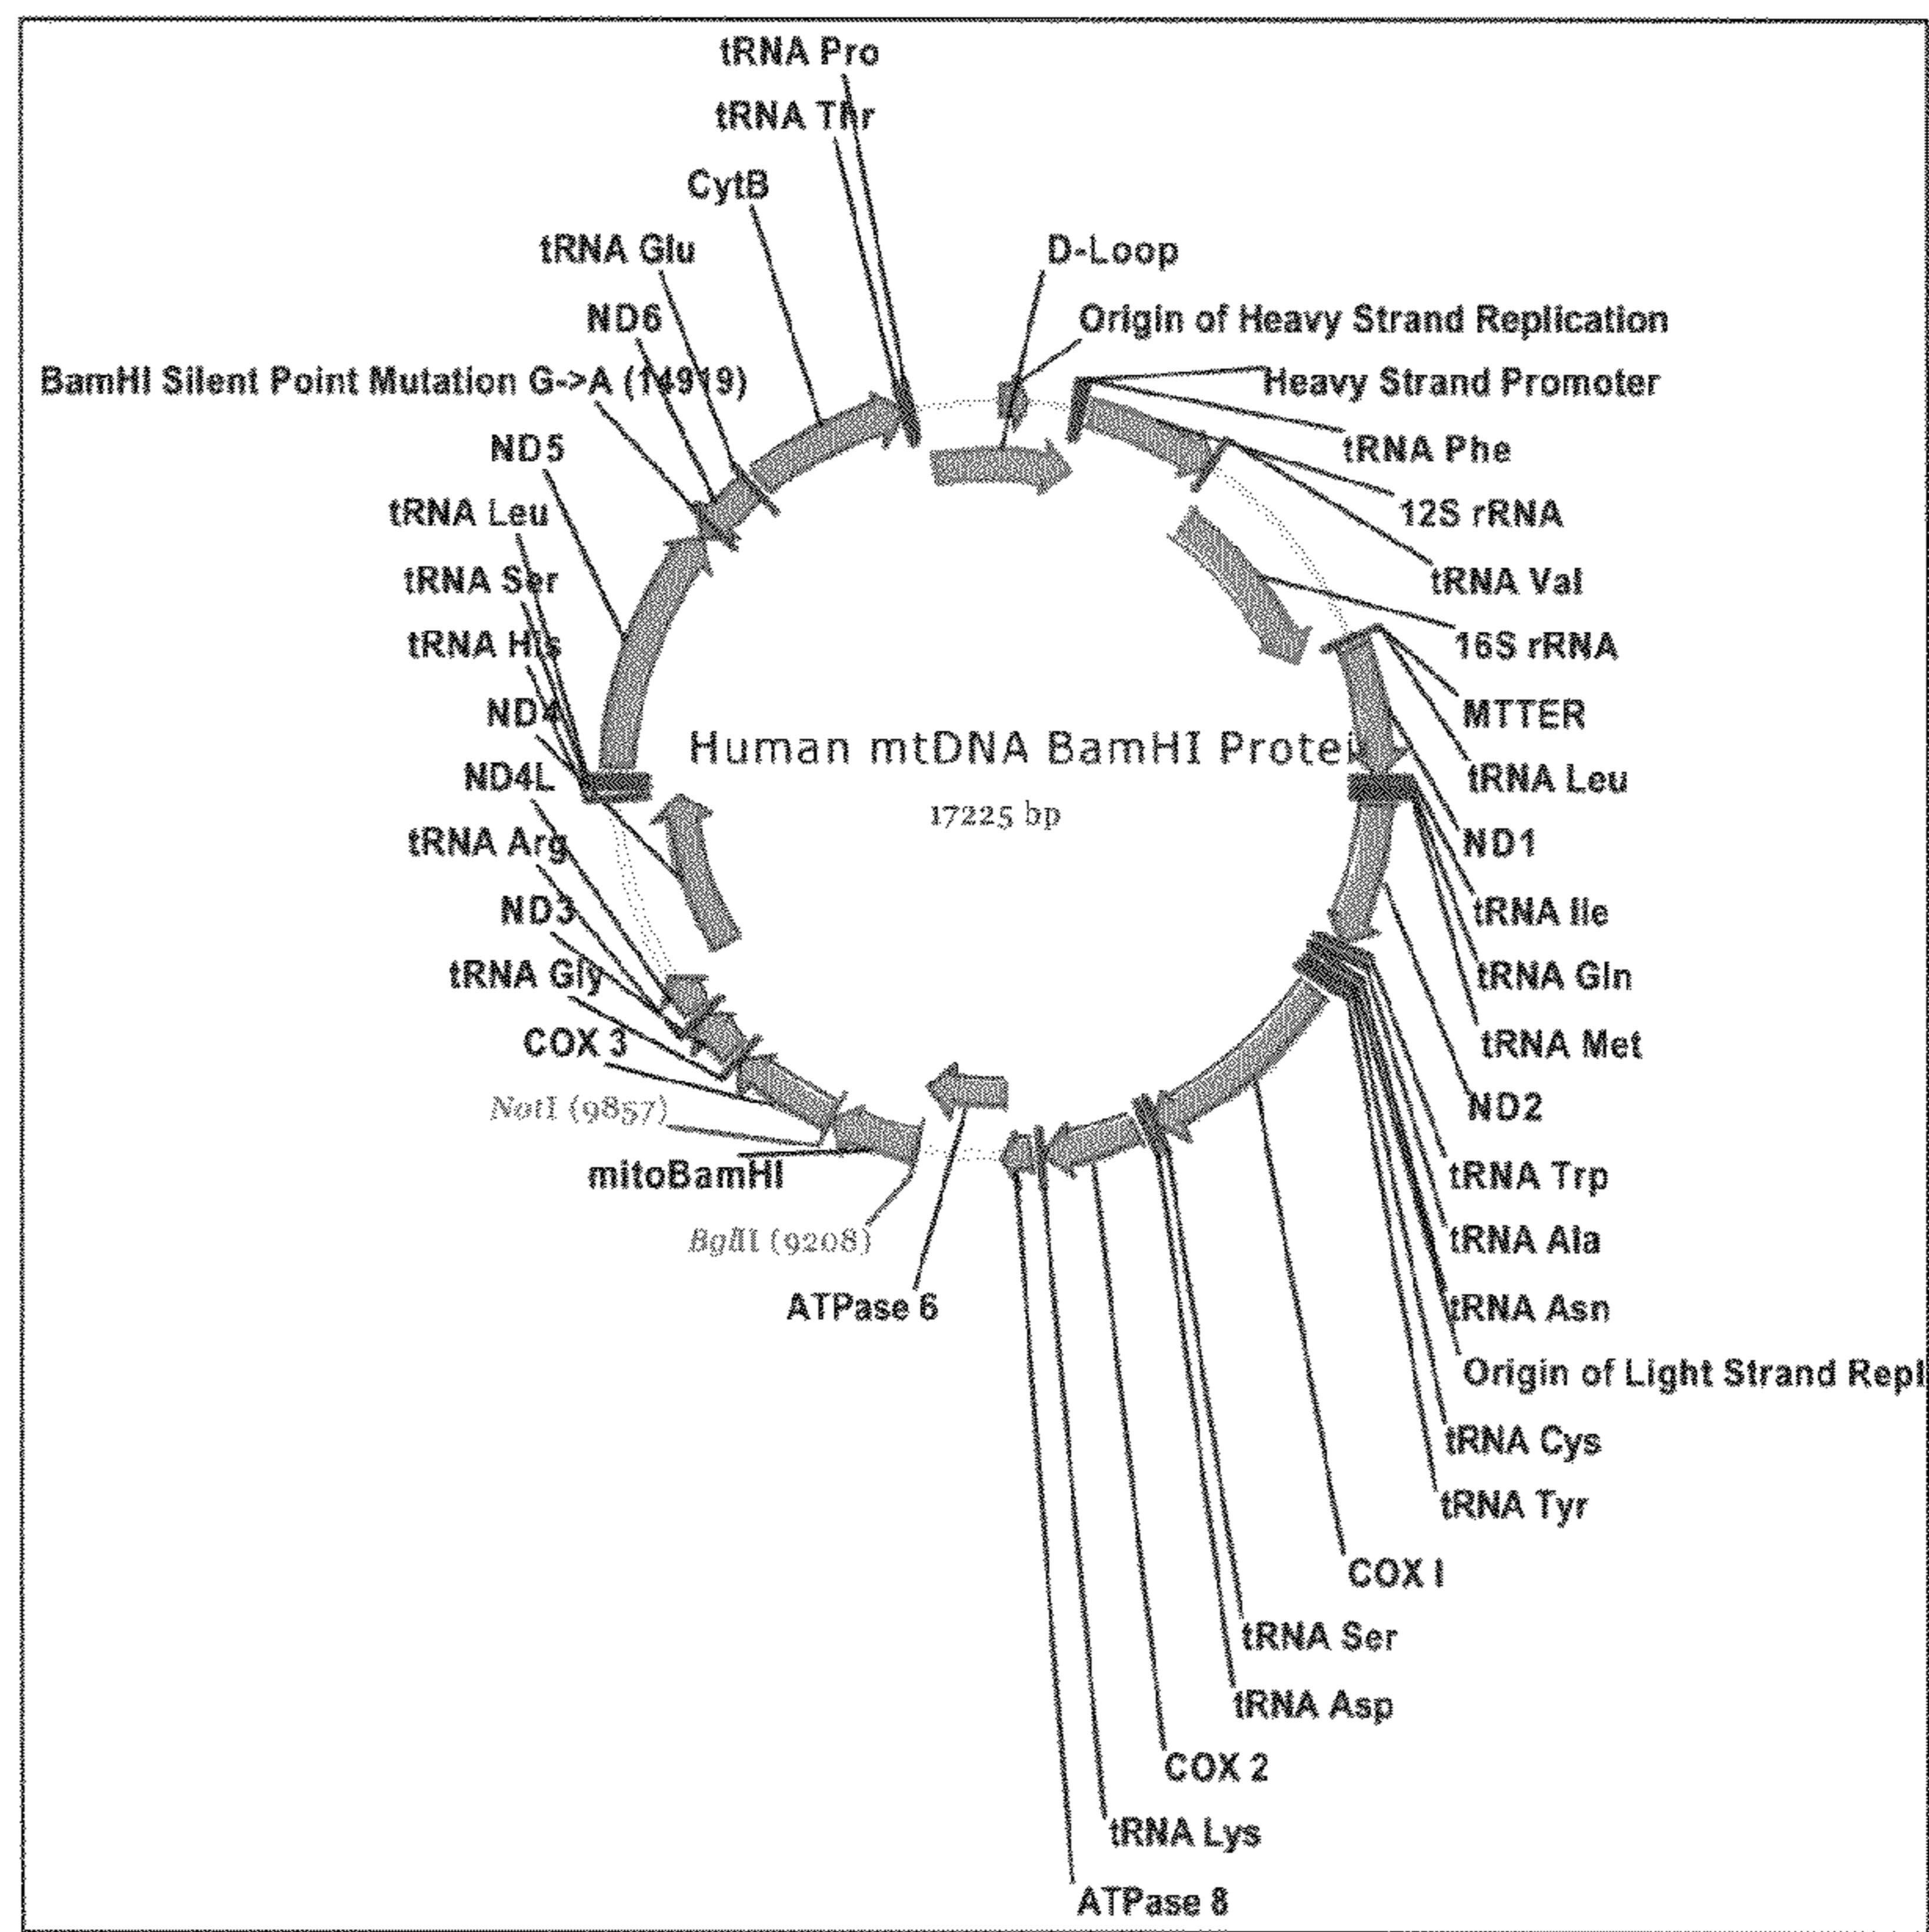 tRNA Pro
tRNA Thr
CytB
tRNA Glu
D-Loop
ND6
Origin of Heavy Strand Replication
BamHI Silent Point Mutation G->A (14919)
Heavy Strand Promoter
ND5
tRNA Phe
tRNA Leu
12S rRNA
tRNA Ser
tRNA Val
tRNA His
16S rRNA
ND4
MTTER
Human mtDNA BamHI Protei
ND4L
tRNA Leu
17225 bp
tRNA Arg
ND1
ND3
tRNA Ile
tRNA Gly
tRNA Gln
COX 3
tRNA Met
NotI (9857)
ND2
mitoBamHI
tRNA Trp
BglII (9208)
tRNA Ala
ATPase 6
tRNA Asn
Origin of Light Strand Repl
tRNA Cys
tRNA Tyr
COX I
tRNA Ser
tRNA Asp
COX 2
tRNA Lys
ATPase 8